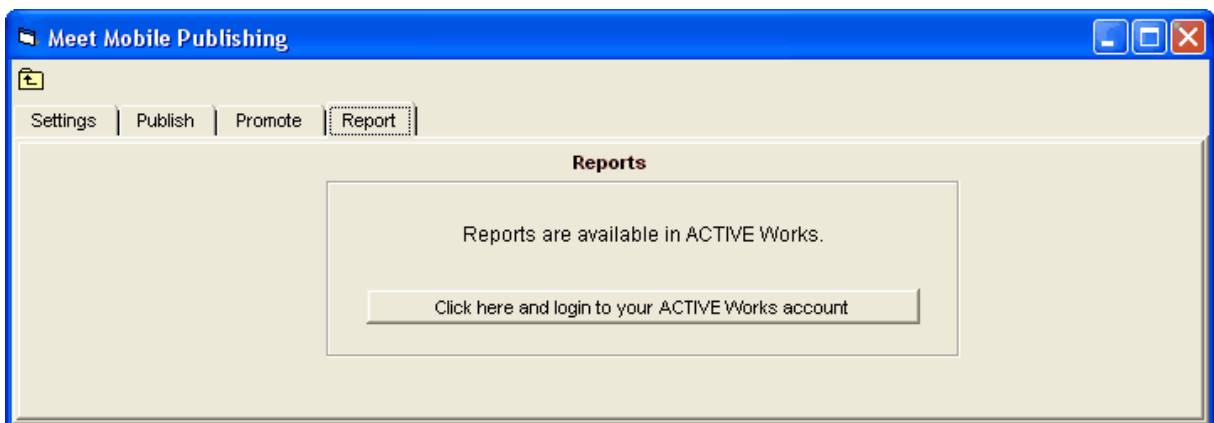 Meet Mobile Publishing
Settings Publish Promote Report
Reports
Reports are available in ACTIVE Works.
Click here and login to your ACTIVE Works account